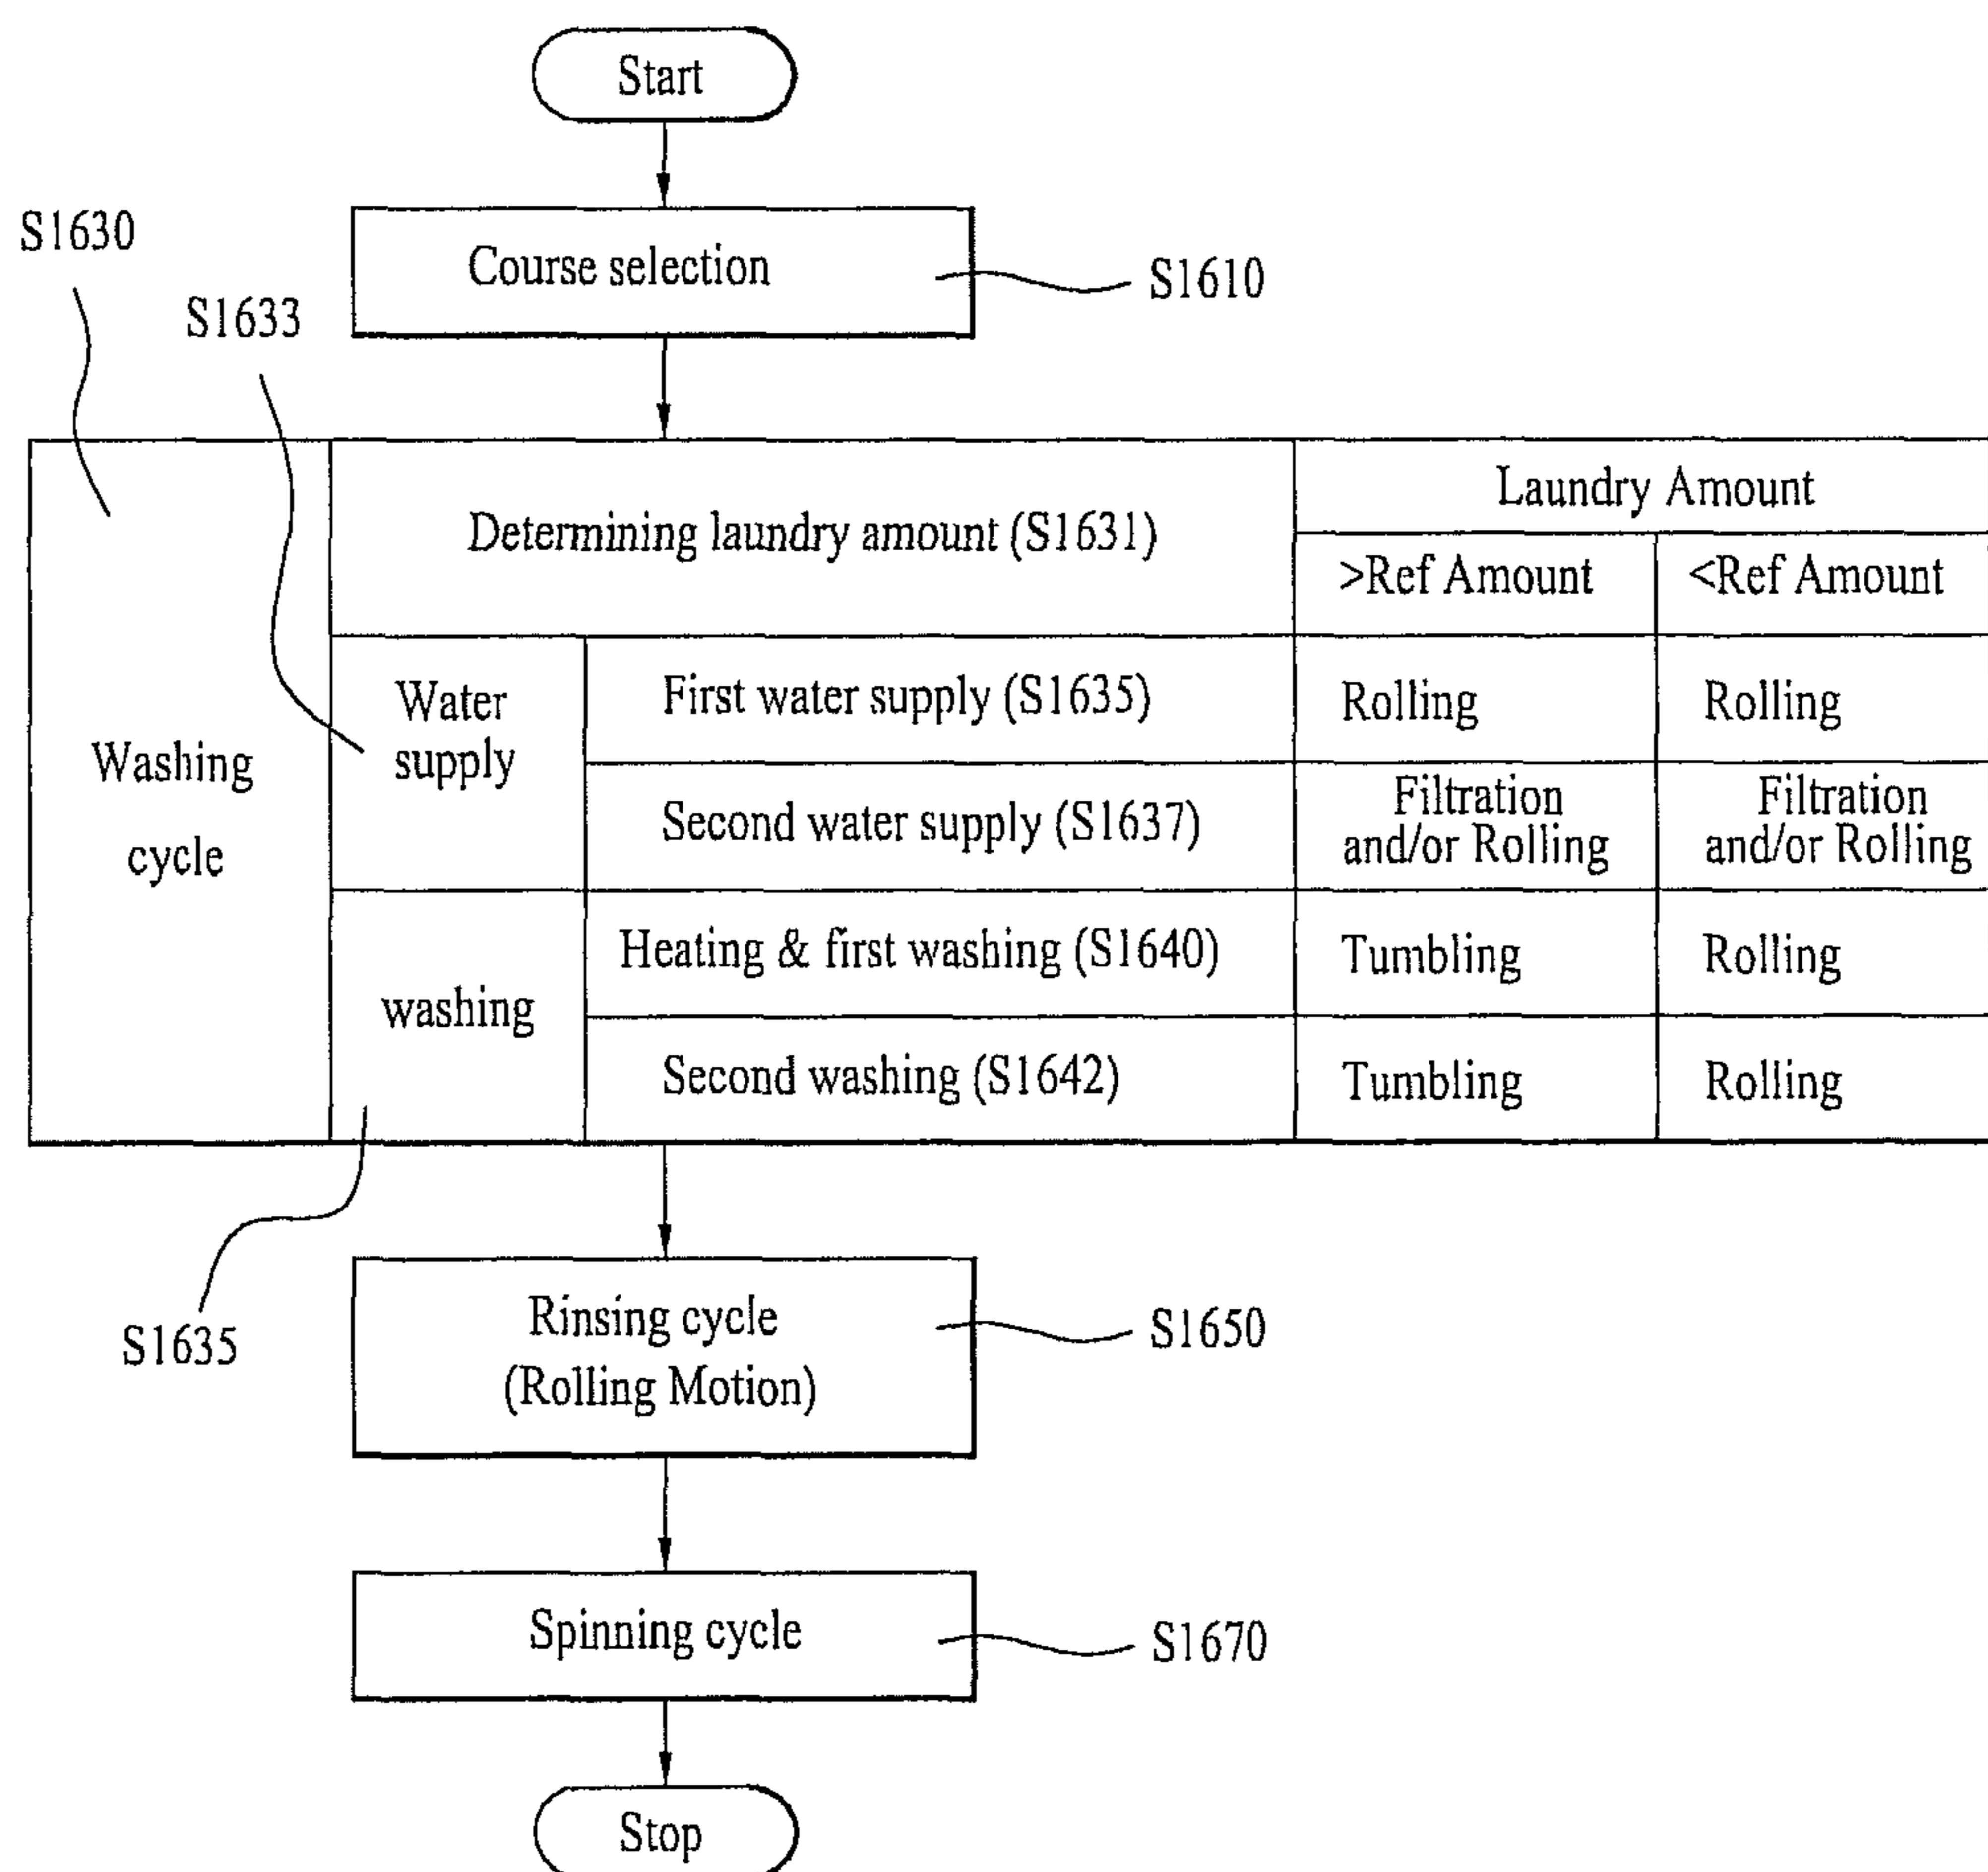 Start
Course selection
S1610
S1630
S1633
Washing
cycle
Determining laundry amount (S1631)
Laundry Amount
>Ref Amount
<Ref Amount
Water
supply
First water supply (S1635)
Rolling
Rolling
Second water supply (S1637)
Filtration
and/or Rolling
Filtration
and/or Rolling
washing
Heating & first washing (S1640)
Tumbling
Rolling
Second washing (S1642)
Tumbling
Rolling
S1635
Rinsing cycle
(Rolling Motion)
S1650
Spinning cycle
S1670
Stop